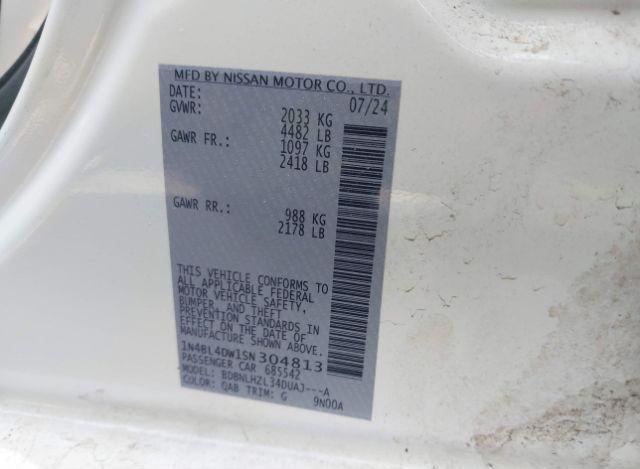 MFD BY NISSAN MOTOR CO., LTD.
DATE: 07/24
GVWR: 2033 KG
4482 LB
GAWR FR.: 1097 KG
2418 LB
GAWR RR.: 988 KG
2178 LB
THIS VEHICLE CONFORMS TO
ALL APPLICABLE FEDERAL
MOTOR VEHICLE SAFETY,
BUMPER, AND THEFT
PREVENTION STANDARDS IN
EFFECT ON THE DATE OF
MANUFACTURE SHOWN ABOVE.
1N4BL4DW1SN304813
PASSENGER CAR 685542
MODEL: BDBNLHZL34DUAJ---A
COLOR: QAB TRIM: G 9N00A